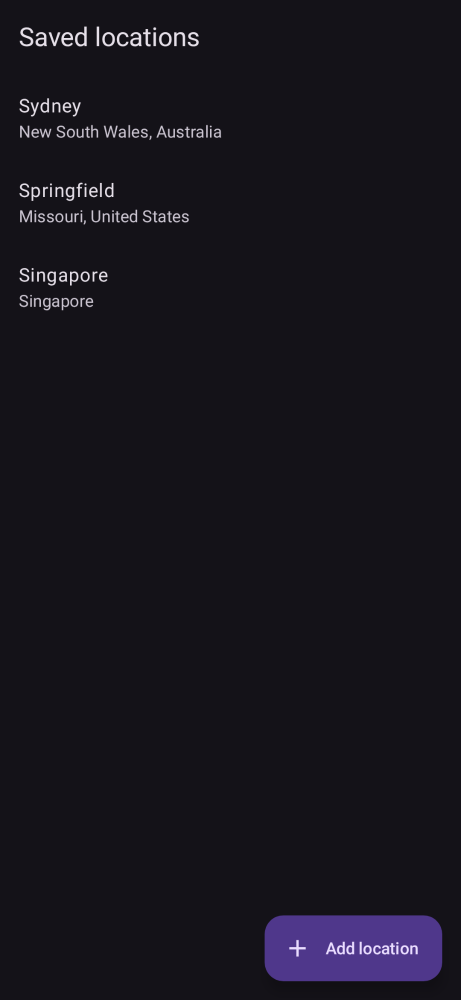 Saved locations
Sydney
New South Wales, Australia
Springfield
Missouri, United States
Singapore
Singapore
Add location